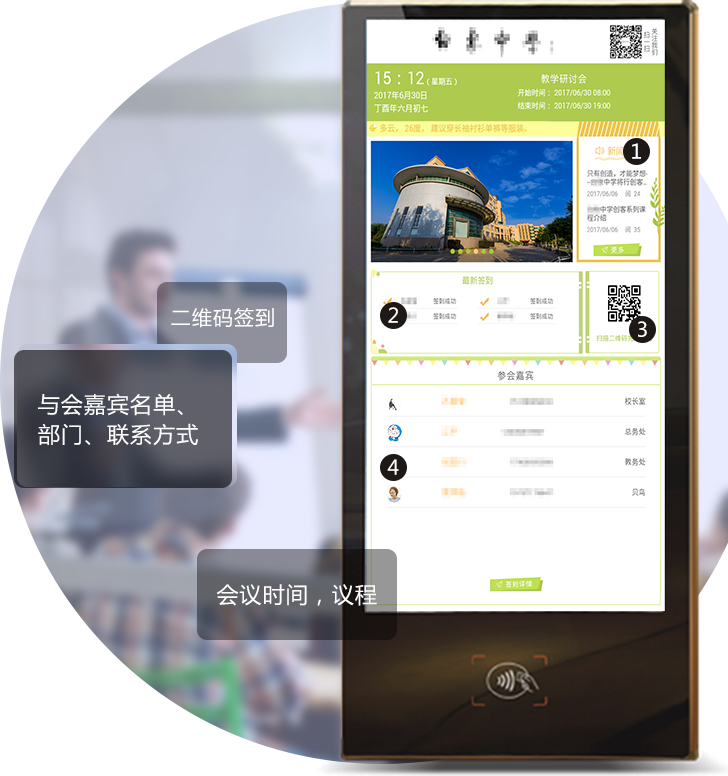 关注我们
扫一扫
15：12（星期五）
2017年6月30日
丁酉年六月初七
教学研讨会
开始时间：2017/06/30 08:00
结束时间：2017/06/30 19:00
多云，26度，建议穿长袖衬衫单裤等服装。
1
只有创造，才能梦想-
中学将行创客..
2017/06/06 阅 24
中学创客系列课
程介绍
2017/06/06 阅 35
更多
最新签到
签到成功
签到成功
签到成功
签到成功
2
3
扫描二维码
参会嘉宾
校长室
总务处
教务处
4
贝鸟
签到详情
二维码签到
与会嘉宾名单、
部门、联系方式
会议时间，议程